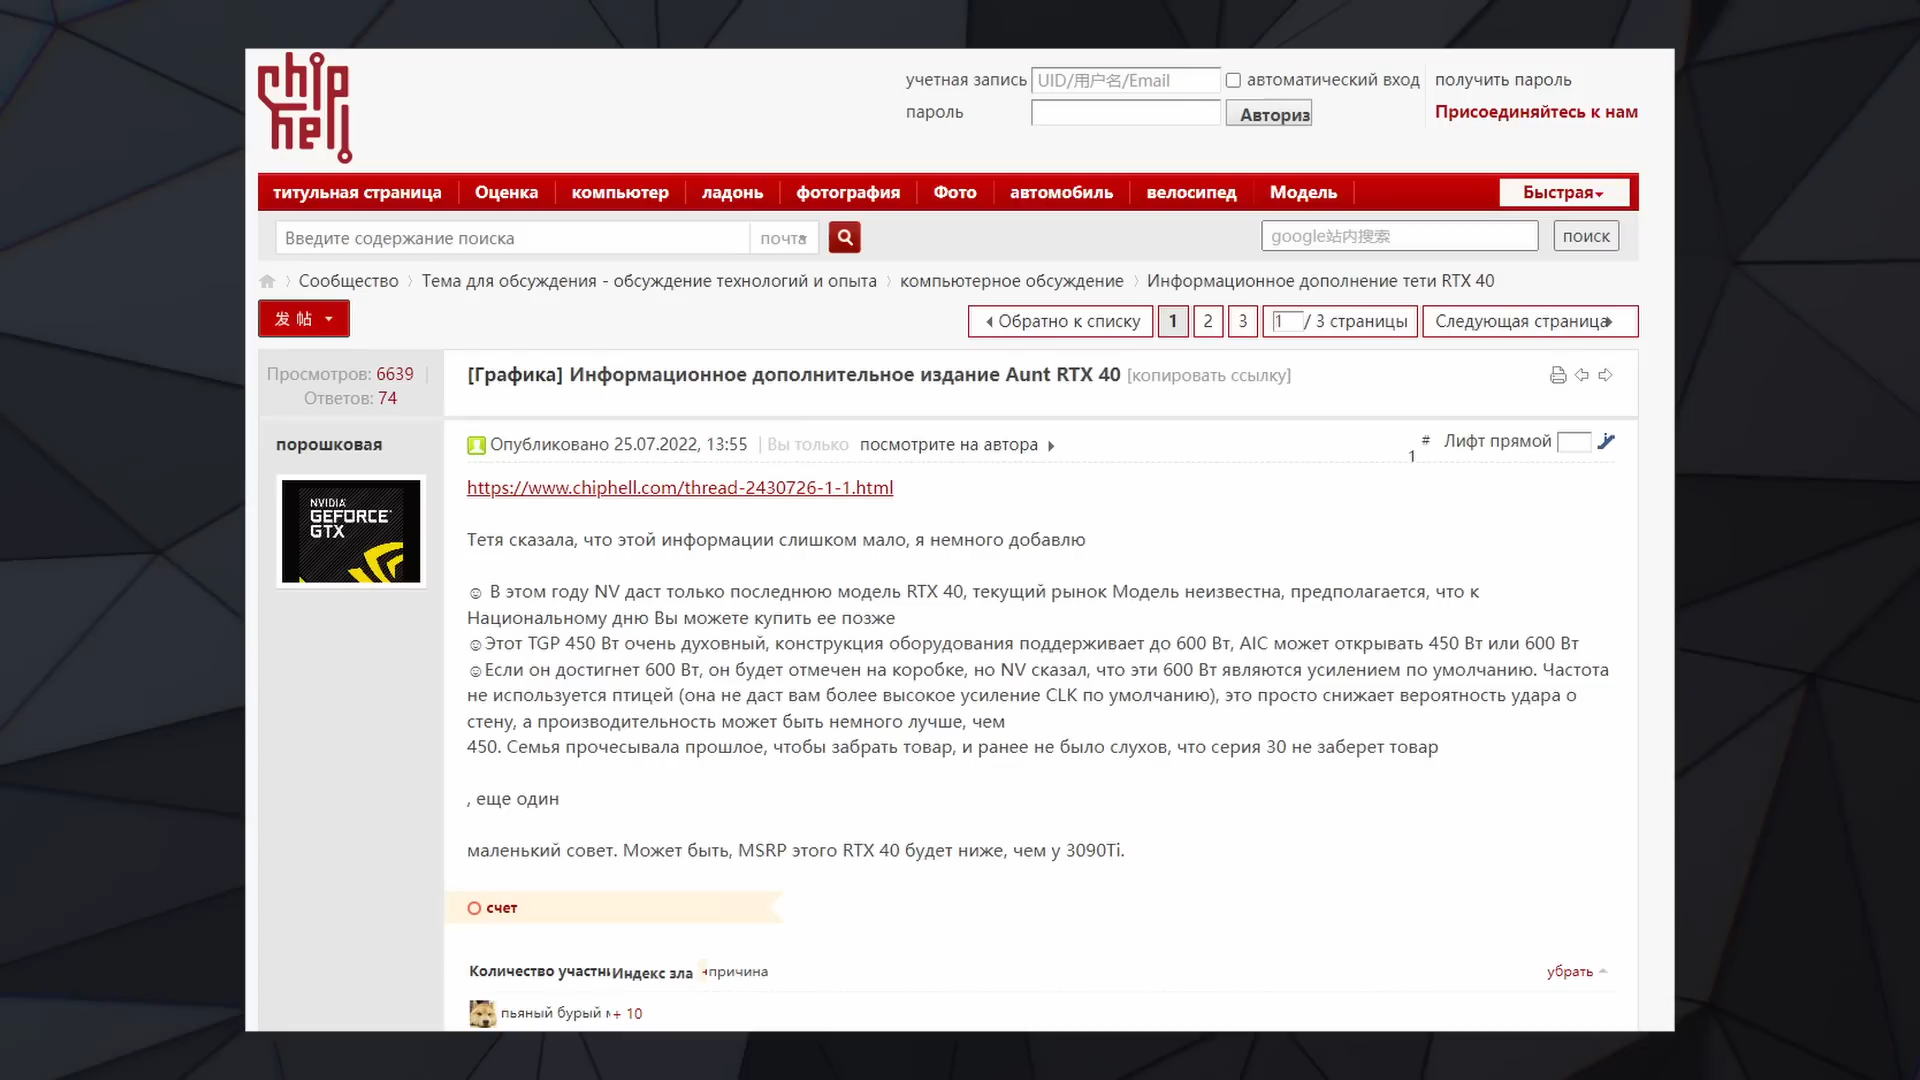 chip
hell
учетная запись UID/用户名/Email автоматический вход получить пароль
пароль Авториз Присоединяйтесь к нам
титульная страница Оценка компьютер ладонь фотография Фото автомобиль велосипед Модель Быстрая
Введите содержание поиска почта google站内搜索 поиск
Сообщество Тема для обсуждения - обсуждение технологий и опыта компьютерное обсуждение Информационное дополнение тети RTX 40
发帖 Обратно к списку 1 2 3 1 / 3 страницы Следующая страница
Просмотров: 6639
Ответов: 74
[Графика] Информационное дополнительное издание Aunt RTX 40 [копировать ссылку]
порошковая
NVIDIA
GEFORCE
GTX
Опубликовано 25.07.2022, 13:55 | Вы только посмотрите на автора # Лифт прямой
1
https://www.chiphell.com/thread-2430726-1-1.html
Тетя сказала, что этой информации слишком мало, я немного добавлю
☺ В этом году NV даст только последнюю модель RTX 40, текущий рынок Модель неизвестна, предполагается, что к
Национальному дню Вы можете купить ее позже
☺Этот TGP 450 Вт очень духовный, конструкция оборудования поддерживает до 600 Вт, AIC может открывать 450 Вт или 600 Вт
☺Если он достигнет 600 Вт, он будет отмечен на коробке, но NV сказал, что эти 600 Вт являются усилением по умолчанию. Частота
не используется птицей (она не даст вам более высокое усиление CLK по умолчанию), это просто снижает вероятность удара о
стену, а производительность может быть немного лучше, чем
450. Семья прочесывала прошлое, чтобы забрать товар, и ранее не было слухов, что серия 30 не заберет товар
, еще один
маленький совет. Может быть, MSRP этого RTX 40 будет ниже, чем у 3090Ti.
счет
Количество участни Индекс зла причина убрать
пьяный бурый + 10